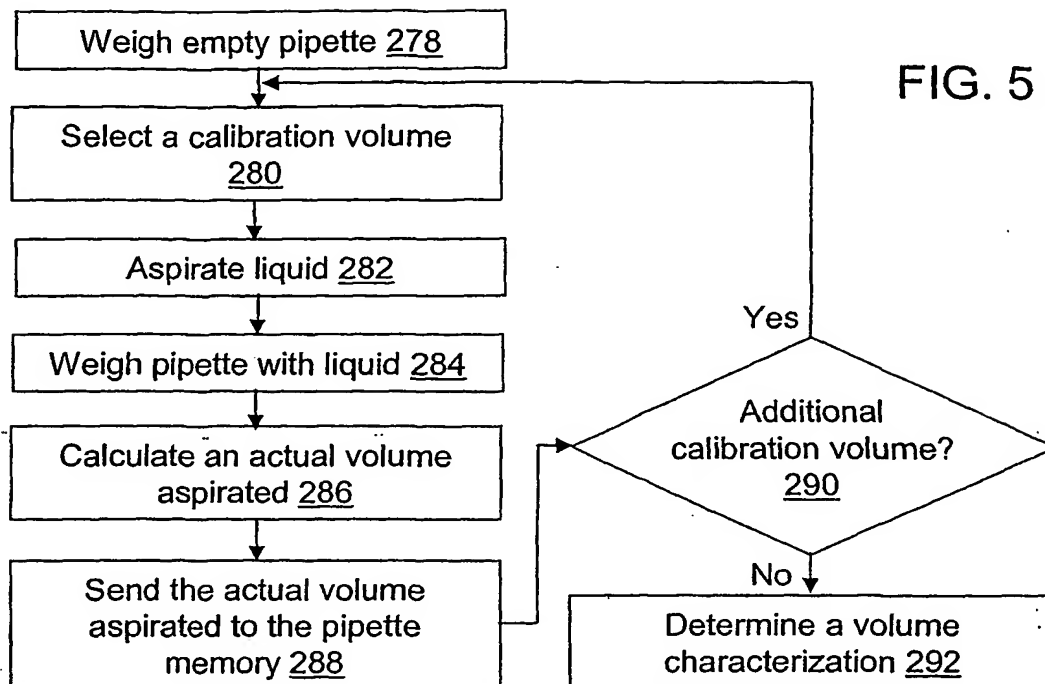 Weigh empty pipette 278
FIG. 5
Select a calibration volume
280
Aspirate liquid 282
Weigh pipette with liquid 284
Calculate an actual volume
aspirated 286
Send the actual volume
aspirated to the pipette
memory 288
Yes
Additional
calibration volume?
290
No
Determine a volume
characterization 292